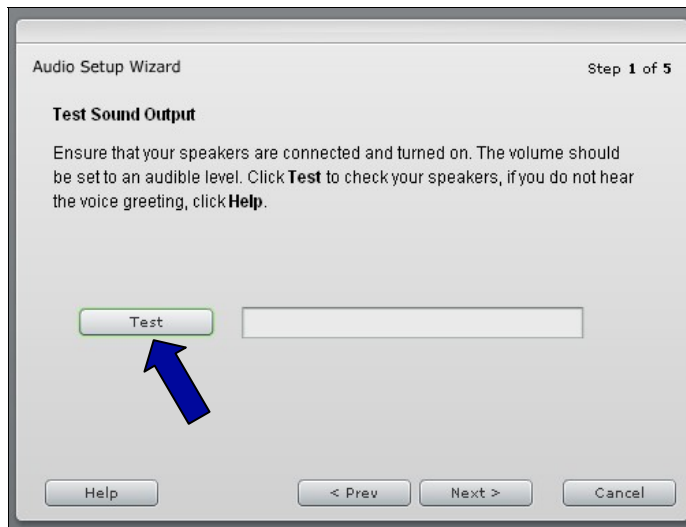 Audio Setup Wizard
Step 1 of 5
Test Sound Output
Ensure that your speakers are connected and turned on. The volume should
be set to an audible level. Click Test to check your speakers, if you do not hear
the voice greeting, click Help.
Test
Help
< Prev
Next >
Cancel